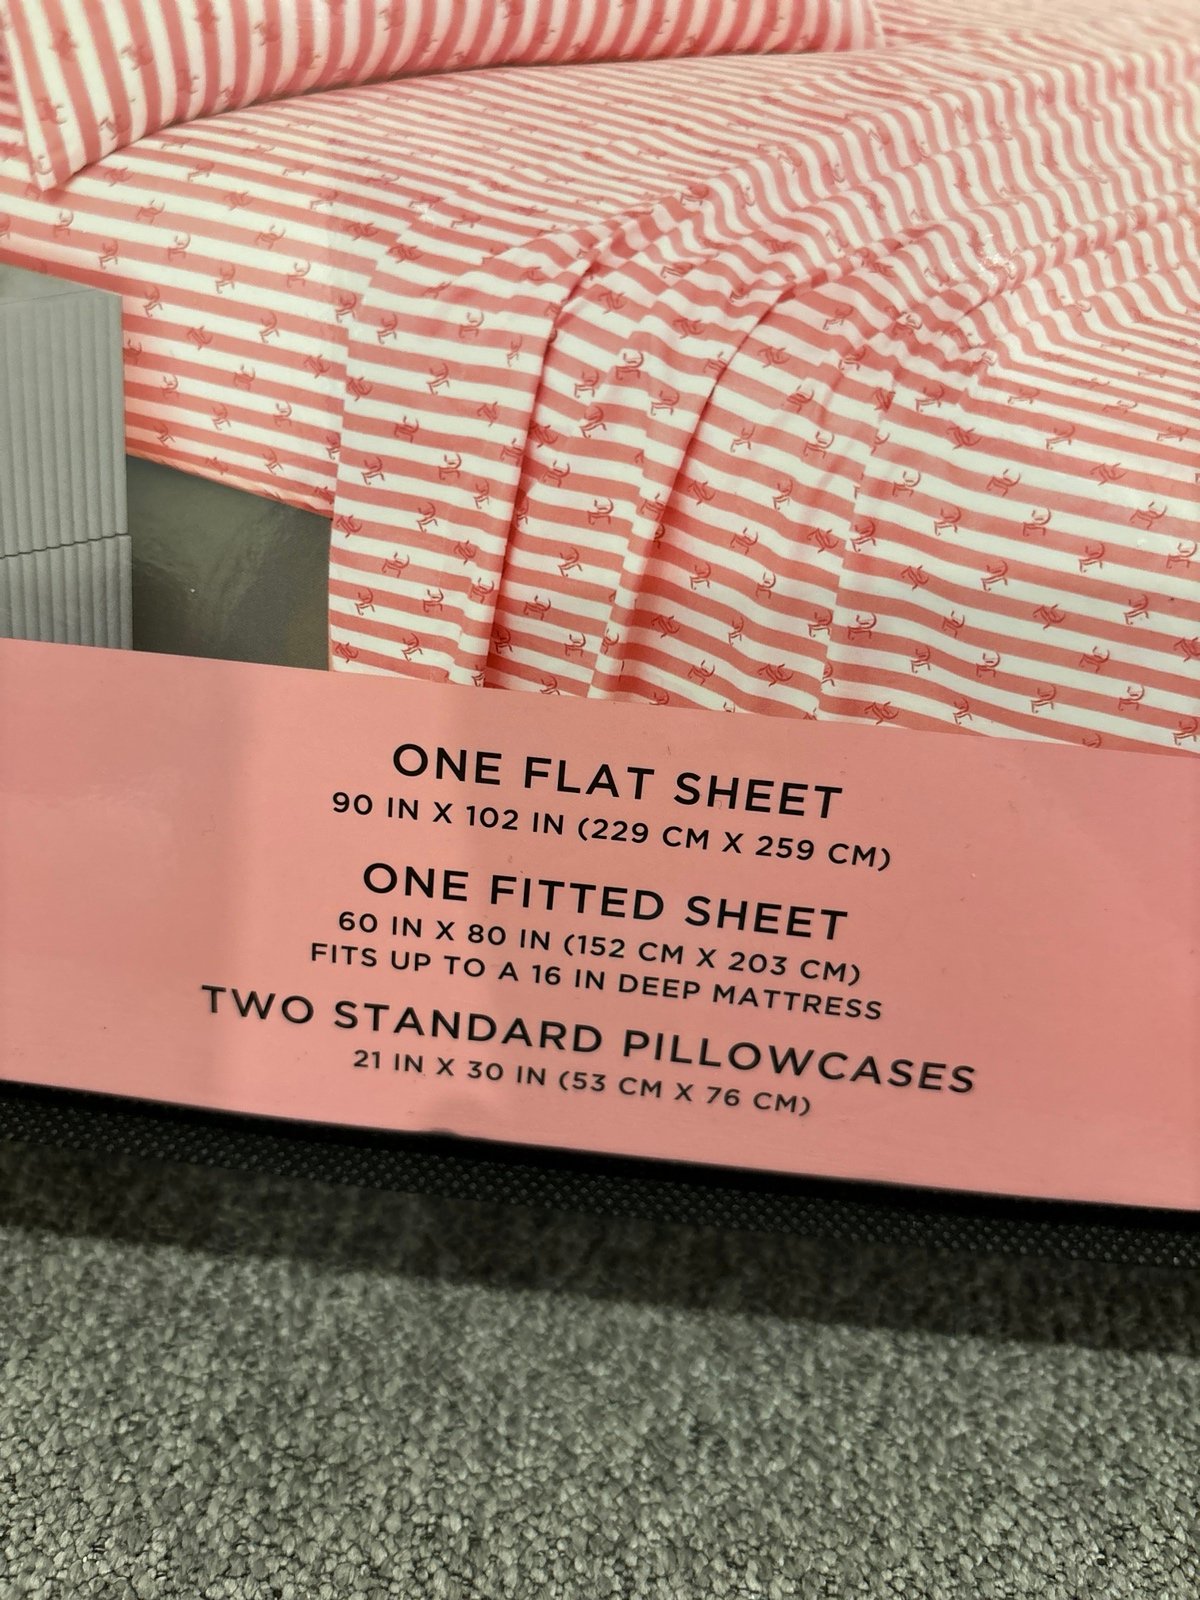 ONE FLAT SHEET
90 IN X 102 IN (229 CM X 259 CM)
ONE FITTED SHEET
60 IN X 80 IN (152 CM X 203 CM)
FITS UP TO A 16 IN DEEP MATTRESS
TWO STANDARD PILLOWCASES
21 IN X 30 IN (53 CM X 76 CM)